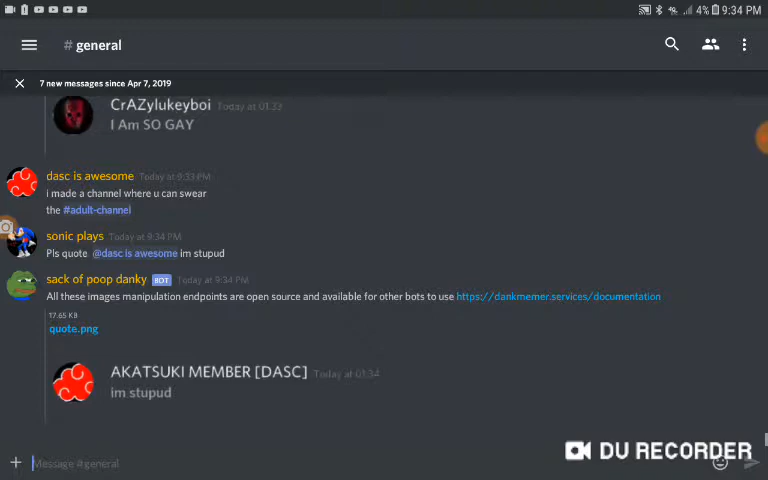 4% 9:34 PM
# general
7 new messages since Apr 7, 2019
CrAZylukeyboi Today at 01:33
I Am SO GAY
dasc is awesome Today at 9:33 PM
i made a channel where u can swear
the #adult-channel
sonic plays Today at 9:34 PM
Pls quote @dasc is awesome im stupud
sack of poop danky BOT Today at 9:34 PM
All these images manipulation endpoints are open source and available for other bots to use https://dankmemer.services/documentation
17.65 KB
quote.png
AKATSUKI MEMBER [DASC] Today at 01:34
im stupud
DU RECORDER
Message #general